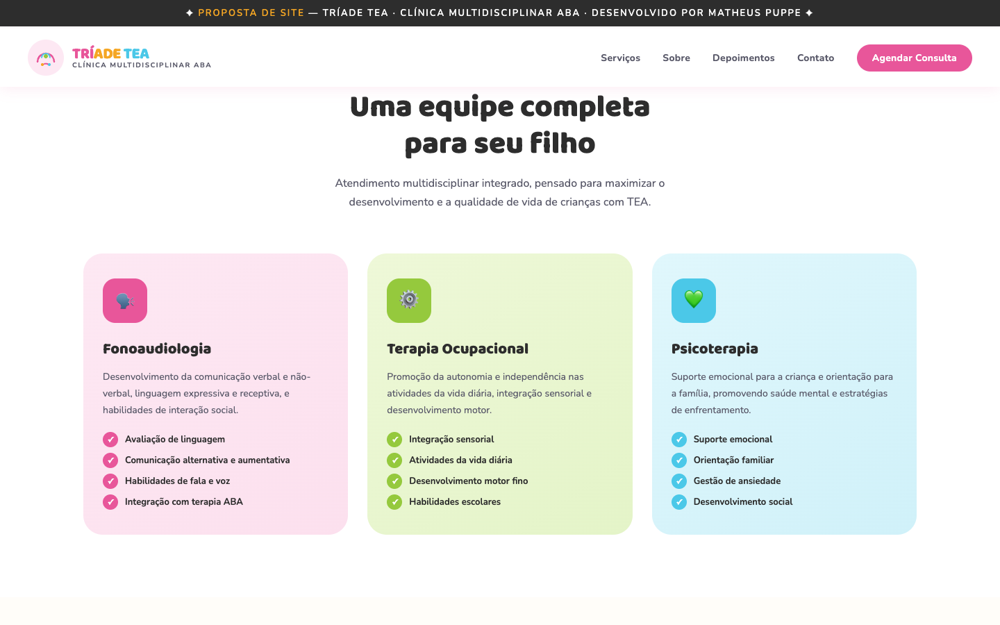 ✦ PROPOSTA DE SITE — TRÍADE TEA · CLÍNICA MULTIDISCIPLINAR ABA · DESENVOLVIDO POR MATHEUS PUPPE ✦
TRÍADE TEA
CLÍNICA MULTIDISCIPLINAR ABA
Serviços
Sobre
Depoimentos
Contato
Agendar Consulta
Uma equipe completa
para seu filho
Atendimento multidisciplinar integrado, pensado para maximizar o
desenvolvimento e a qualidade de vida de crianças com TEA.
Fonoaudiologia
Desenvolvimento da comunicação verbal e não-
verbal, linguagem expressiva e receptiva, e
habilidades de interação social.
✓ Avaliação de linguagem
✓ Comunicação alternativa e aumentativa
✓ Habilidades de fala e voz
✓ Integração com terapia ABA
Terapia Ocupacional
Promoção da autonomia e independência nas
atividades da vida diária, integração sensorial e
desenvolvimento motor.
✓ Integração sensorial
✓ Atividades da vida diária
✓ Desenvolvimento motor fino
✓ Habilidades escolares
Psicoterapia
Suporte emocional para a criança e orientação para
a família, promovendo saúde mental e estratégias
de enfrentamento.
✓ Suporte emocional
✓ Orientação familiar
✓ Gestão de ansiedade
✓ Desenvolvimento social